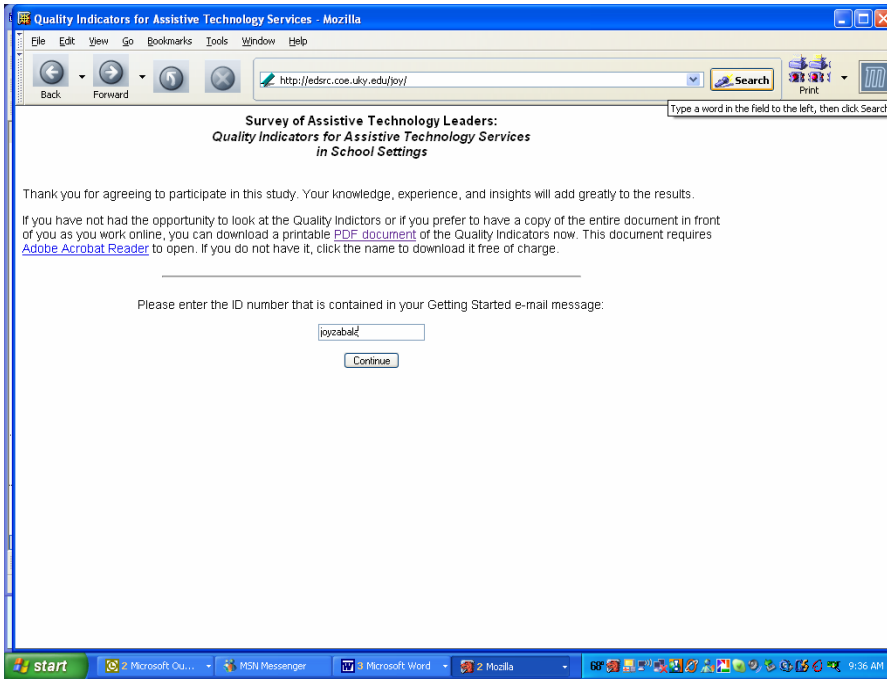 Quality Indicators for Assistive Technology Services - Mozilla
File Edit View Go Bookmarks Tools Window Help
Back Forward http://edsrc.coe.uky.edu/joy/ Search Print
Type a word in the field to the left, then click Search
Survey of Assistive Technology Leaders:
Quality Indicators for Assistive Technology Services
in School Settings
Thank you for agreeing to participate in this study. Your knowledge, experience, and insights will add greatly to the results.
If you have not had the opportunity to look at the Quality Indictors or if you prefer to have a copy of the entire document in front
of you as you work online, you can download a printable PDF document of the Quality Indicators now. This document requires
Adobe Acrobat Reader to open. If you do not have it, click the name to download it free of charge.
Please enter the ID number that is contained in your Getting Started e-mail message:
joyzabala
Continue
start 2 Microsoft Ou... MSN Messenger 3 Microsoft Word 2 Mozilla 68° 9:36 AM